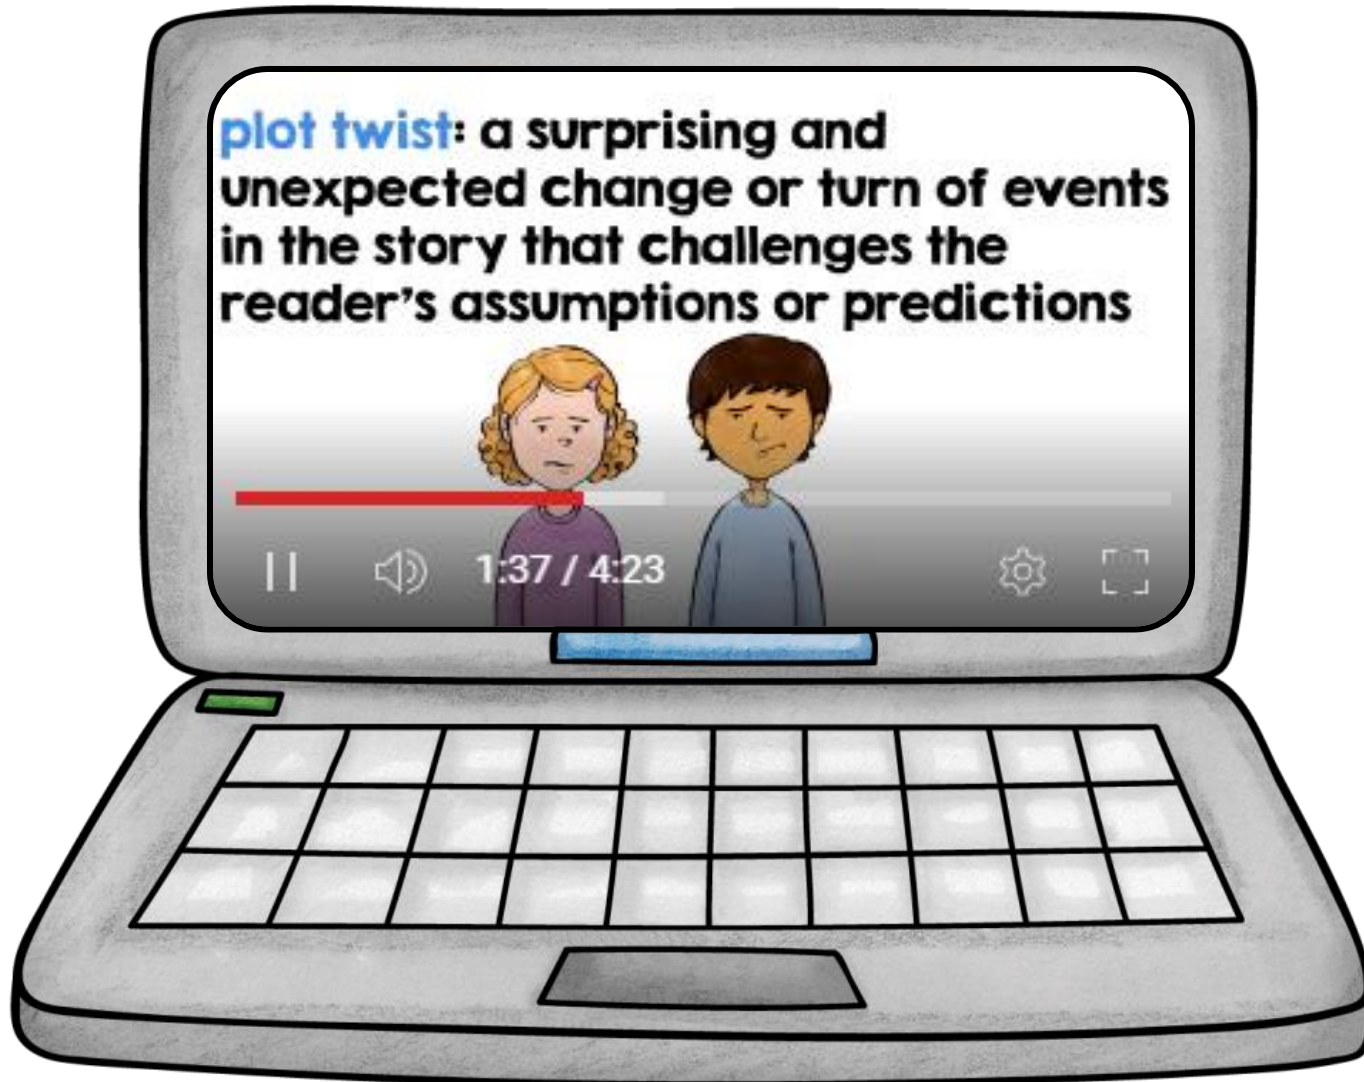 plot twist: a surprising and
unexpected change or turn of events
in the story that challenges the
reader's assumptions or predictions
1:37 / 4:23